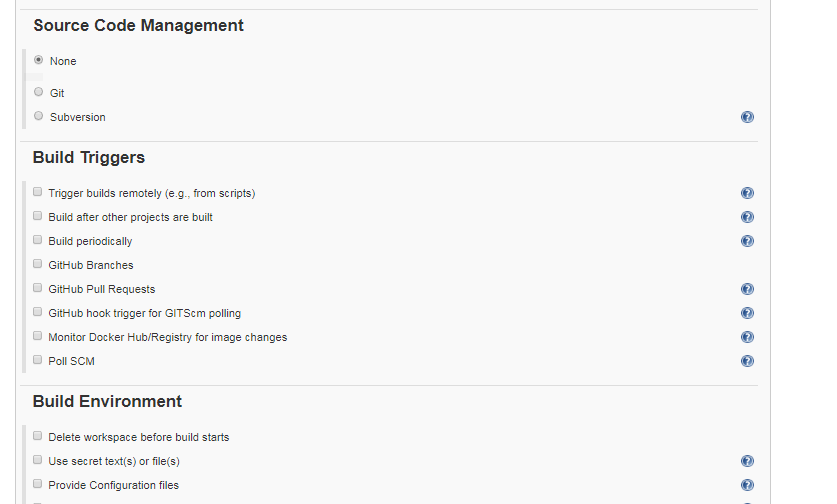 Source Code Management
None
Git
Subversion
Build Triggers
Trigger builds remotely (e.g., from scripts)
Build after other projects are built
Build periodically
GitHub Branches
GitHub Pull Requests
GitHub hook trigger for GITScm polling
Monitor Docker Hub/Registry for image changes
Poll SCM
Build Environment
Delete workspace before build starts
Use secret text(s) or file(s)
Provide Configuration files